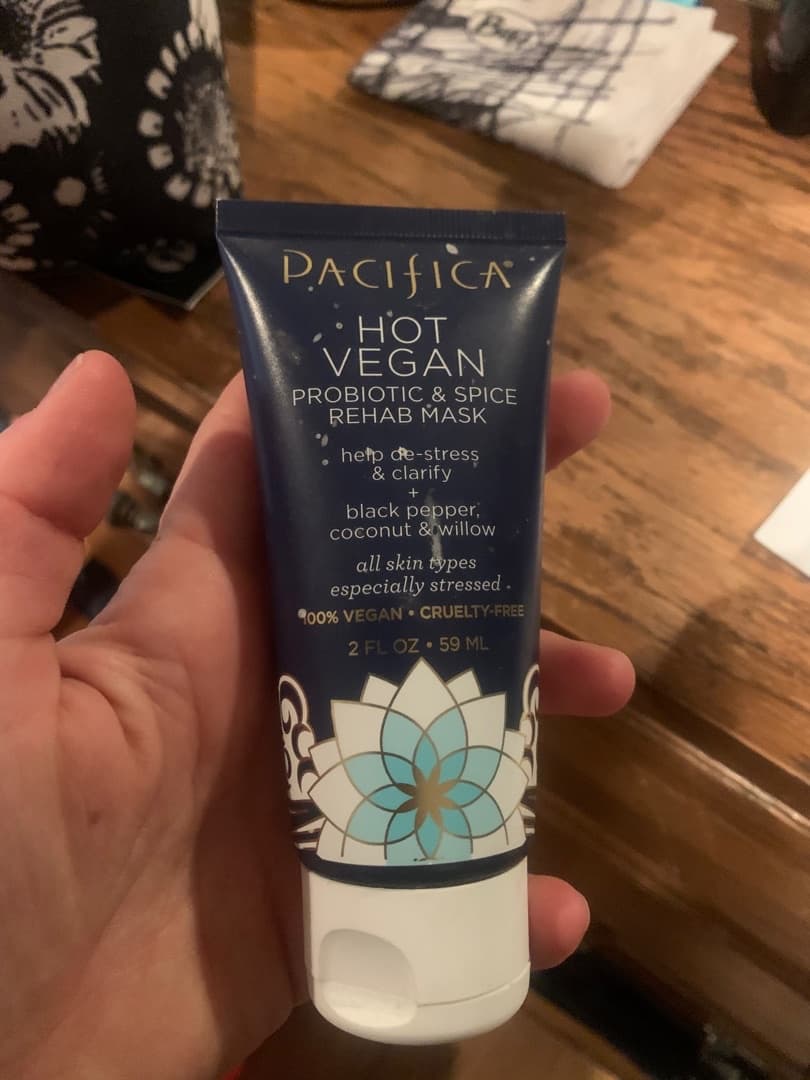 Buff
PACIFICA
HOT
VEGAN
PROBIOTIC & SPICE
REHAB MASK
help de-stress
& clarify
+
black pepper,
coconut & willow
all skin types
especially stressed
100% VEGAN • CRUELTY-FREE
2 FL OZ • 59 ML